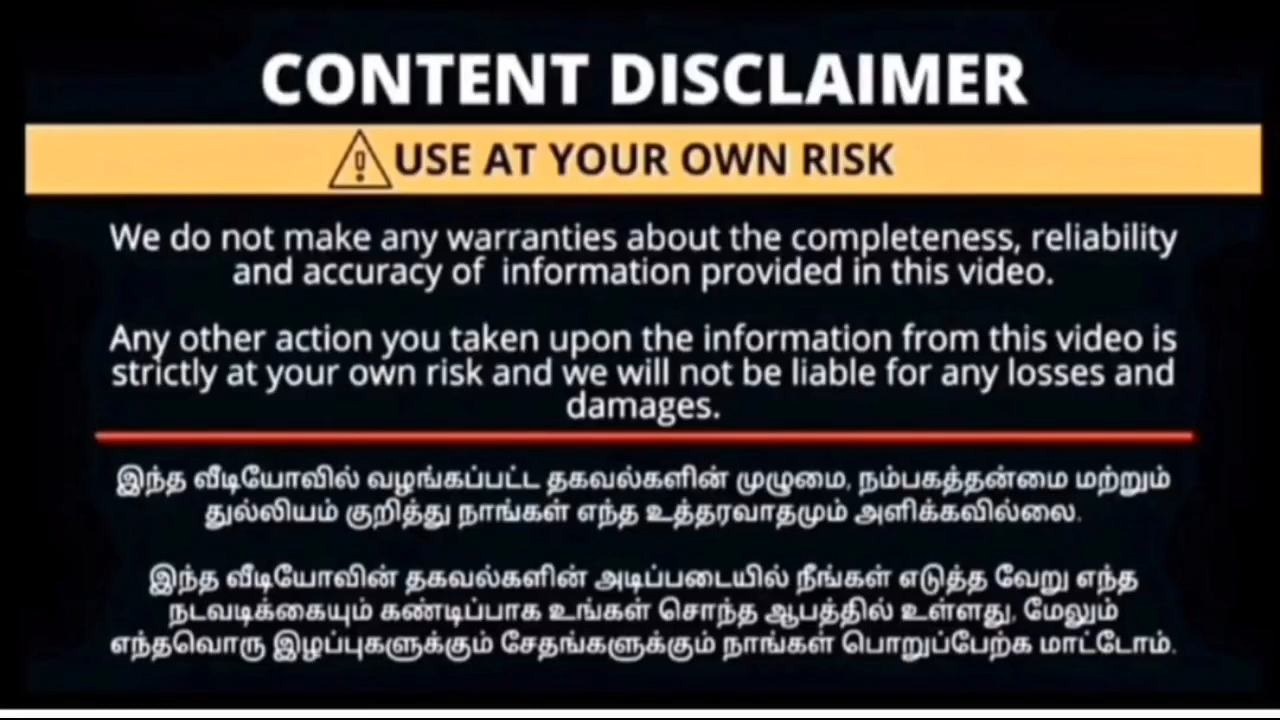 CONTENT DISCLAIMER
USE AT YOUR OWN RISK
We do not make any warranties about the completeness, reliability
and accuracy of information provided in this video.
Any other action you taken upon the information from this video is
strictly at your own risk and we will not be liable for any losses and
damages.
இந்த வீடியோவில் வழங்கப்பட்ட தகவல்களின் முழுமை, நம்பகத்தன்மை மற்றும்
துல்லியம் குறித்து நாங்கள் எந்த உத்தரவாதமும் அளிக்கவில்லை.
இந்த வீடியோவின் தகவல்களின் அடிப்படையில் நீங்கள் எடுத்த வேறு எந்த
நடவடிக்கையும் கண்டிப்பாக உங்கள் சொந்த ஆபத்தில் உள்ளது, மேலும்
எந்தவொரு இழப்புகளுக்கும் சேதங்களுக்கும் நாங்கள் பொறுப்பேற்க மாட்டோம்.